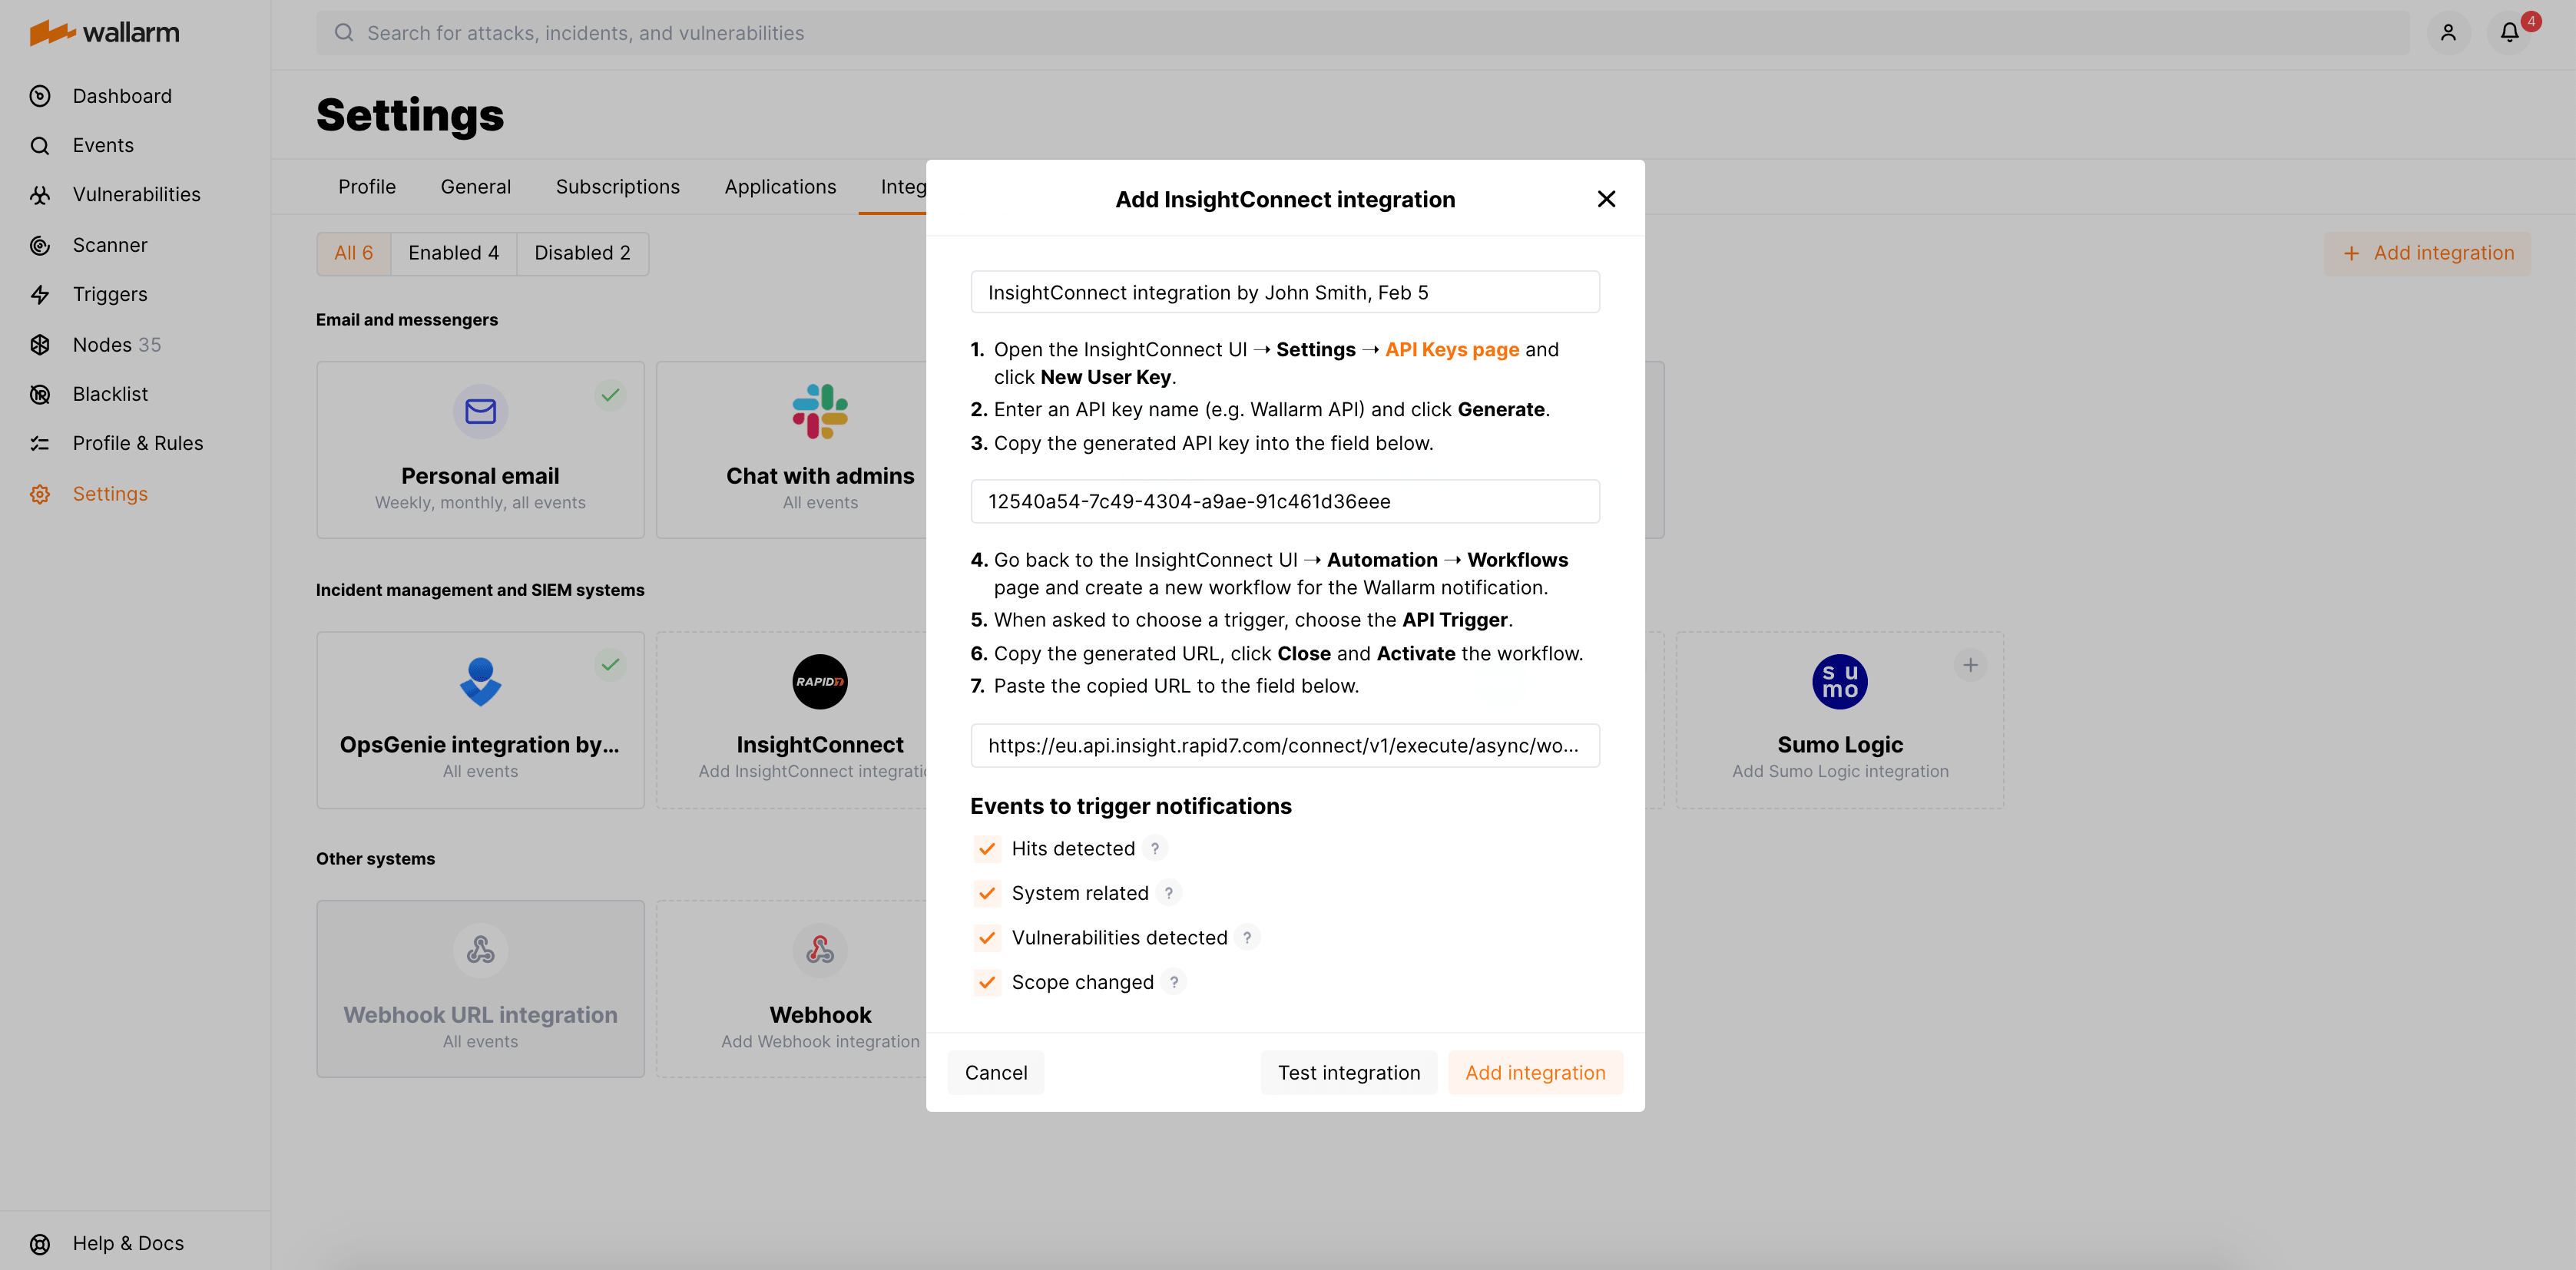 wallarm
Search for attacks, incidents, and vulnerabilities
4
Dashboard
Events
Vulnerabilities
Scanner
Triggers
Nodes 35
Blacklist
Profile & Rules
Settings
Help & Docs
Settings
Profile
General
Subscriptions
Applications
Integ
All 6
Enabled 4
Disabled 2
Add integration
Email and messengers
Personal email
Weekly, monthly, all events
Chat with admins
All events
Incident management and SIEM systems
OpsGenie integration by...
All events
RAPID7
InsightConnect
Add InsightConnect integratio
su
mo
Sumo Logic
Add Sumo Logic integration
Other systems
Webhook URL integration
All events
Webhook
Add Webhook integration
Add InsightConnect integration
InsightConnect integration by John Smith, Feb 5
1. Open the InsightConnect UI → Settings → API Keys page and
click New User Key.
2. Enter an API key name (e.g. Wallarm API) and click Generate.
3. Copy the generated API key into the field below.
12540a54-7c49-4304-a9ae-91c461d36eee
4. Go back to the InsightConnect UI → Automation → Workflows
page and create a new workflow for the Wallarm notification.
5. When asked to choose a trigger, choose the API Trigger.
6. Copy the generated URL, click Close and Activate the workflow.
7. Paste the copied URL to the field below.
https://eu.api.insight.rapid7.com/connect/v1/execute/async/wo...
Events to trigger notifications
Hits detected ?
System related ?
Vulnerabilities detected ?
Scope changed ?
Cancel
Test integration
Add integration